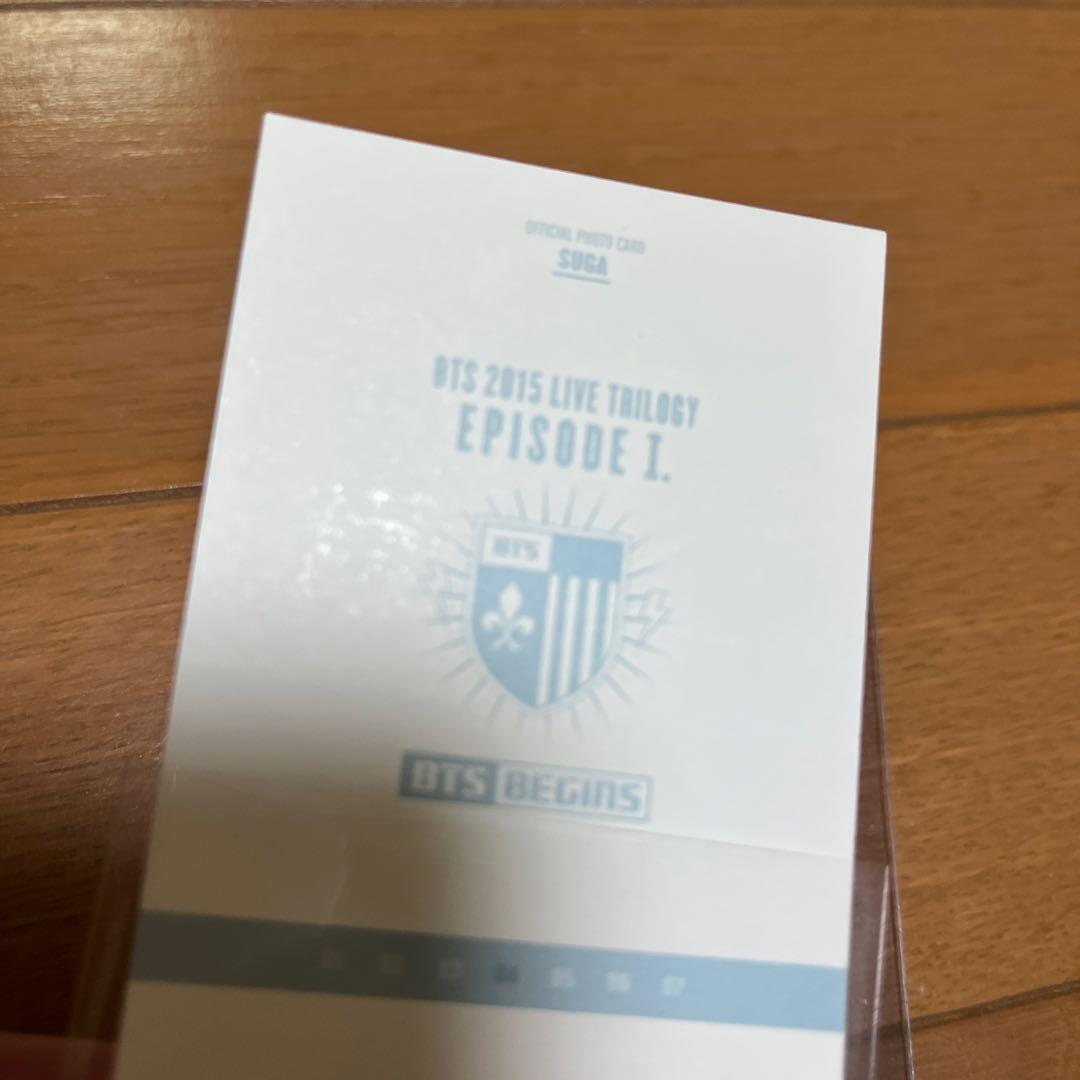 OFFICIAL PHOTO CARD
SUGA
BTS 2015 LIVE TRILOGY
EPISODE I.
BTS
BTS BEGINS
01 02 03 04 05 06 07